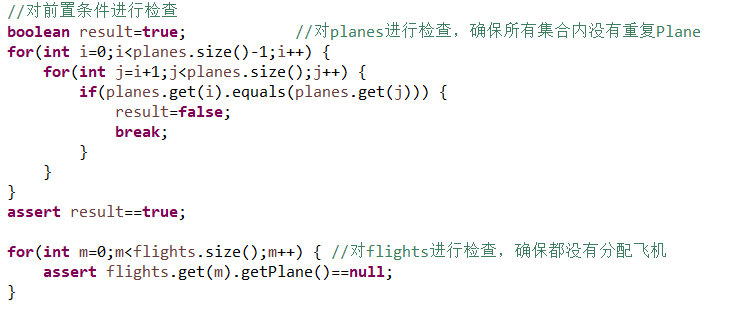 //对前置条件进行检查
boolean result=true;            //对planes进行检查，确保所有集合内没有重复Plane
for(int i=0;i<planes.size()-1;i++) {
    for(int j=i+1;j<planes.size();j++) {
        if(planes.get(i).equals(planes.get(j))) {
            result=false;
            break;
        }
    }
}
assert result==true;

for(int m=0;m<flights.size();m++) { //对flights进行检查，确保都没有分配飞机
    assert flights.get(m).getPlane()==null;
}